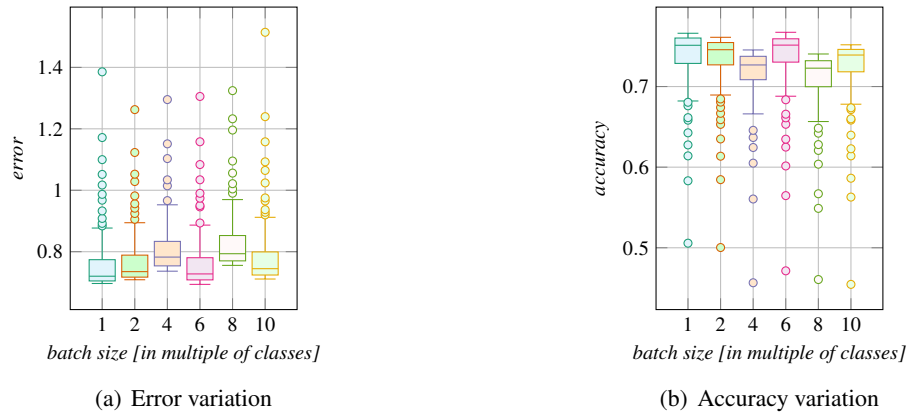 1.4
1.2
1
0.8
error
1 2 4 6 8 10
batch size [in multiple of classes]
(a) Error variation
0.7
0.6
0.5
accuracy
1 2 4 6 8 10
batch size [in multiple of classes]
(b) Accuracy variation